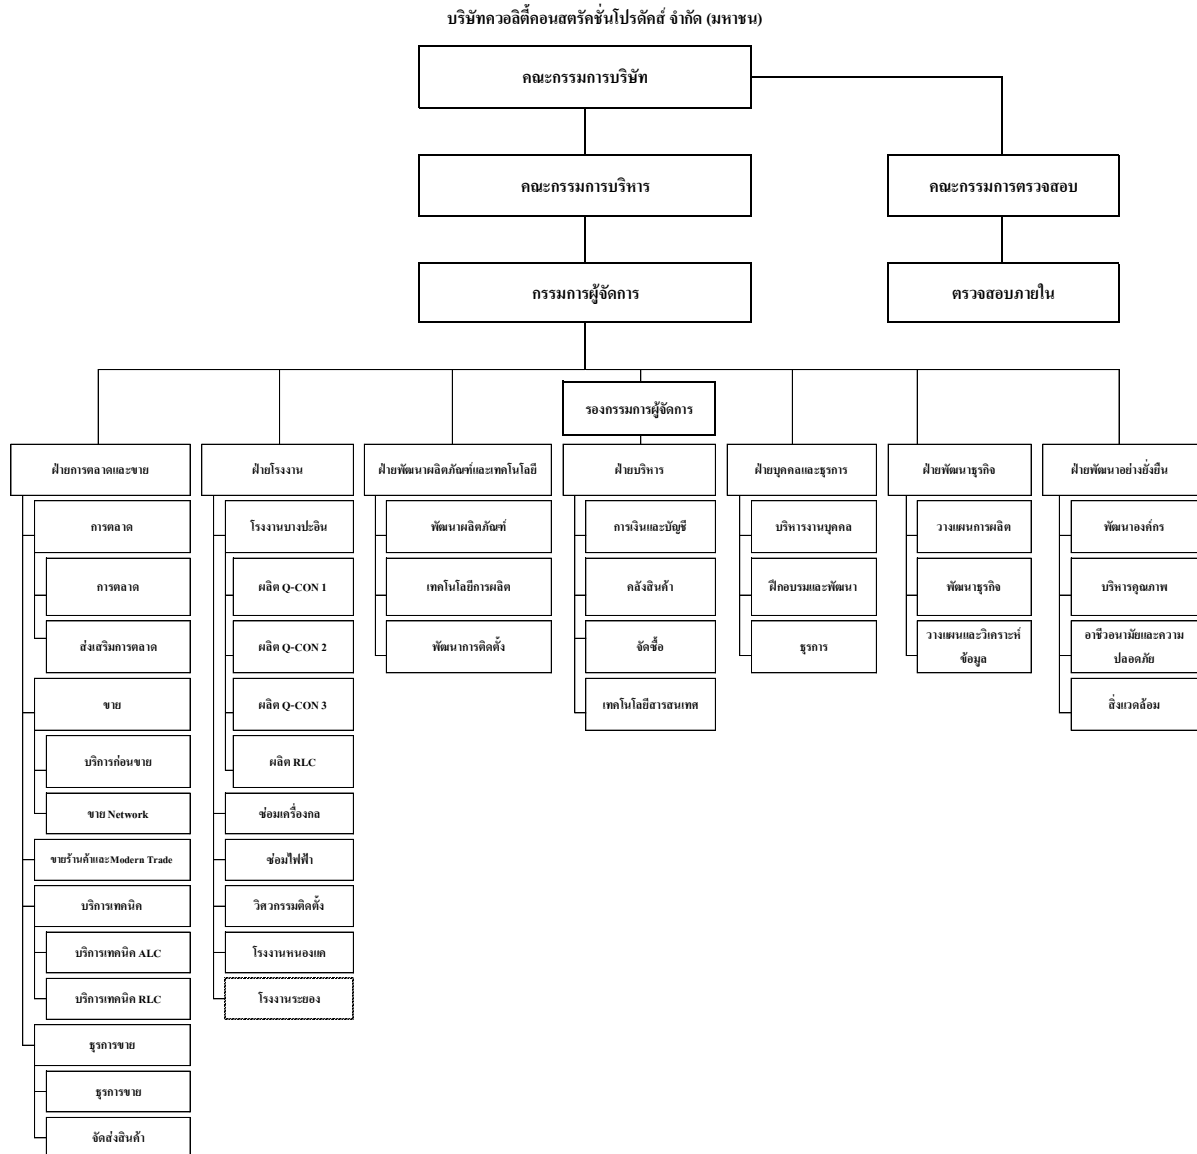 บริษัทควอลิตี้คอนสตรัคชั่นโปรดัคส์ จำกัด (มหาชน)
คณะกรรมการบริษัท
คณะกรรมการบริหาร
คณะกรรมการตรวจสอบ
กรรมการผู้จัดการ
ตรวจสอบภายใน
รองกรรมการผู้จัดการ
ฝ่ายการตลาดและขาย
การตลาด
การตลาด
ส่งเสริมการตลาด
ขาย
บริการก่อนขาย
ขาย Network
ขายร้านค้าและModern Trade
บริการเทคนิค
บริการเทคนิค ALC
บริการเทคนิค RLC
ธุรการขาย
ธุรการขาย
จัดส่งสินค้า
ฝ่ายโรงงาน
โรงงานบางปะอิน
ผลิต Q-CON 1
ผลิต Q-CON 2
ผลิต Q-CON 3
ผลิต RLC
ซ่อมเครื่องกล
ซ่อมไฟฟ้า
วิศวกรรมติดตั้ง
โรงงานหนองแค
โรงงานระยอง
ฝ่ายพัฒนาผลิตภัณฑ์และเทคโนโลยี
พัฒนาผลิตภัณฑ์
เทคโนโลยีการผลิต
พัฒนาการติดตั้ง
ฝ่ายบริหาร
การเงินและบัญชี
คลังสินค้า
จัดซื้อ
เทคโนโลยีสารสนเทศ
ฝ่ายบุคคลและธุรการ
บริหารงานบุคคล
ฝึกอบรมและพัฒนา
ธุรการ
ฝ่ายพัฒนาธุรกิจ
วางแผนการผลิต
พัฒนาธุรกิจ
วางแผนและวิเคราะห์
ข้อมูล
ฝ่ายพัฒนาอย่างยั่งยืน
พัฒนาองค์กร
บริหารคุณภาพ
อาชีวอนามัยและความ
ปลอดภัย
สิ่งแวดล้อม